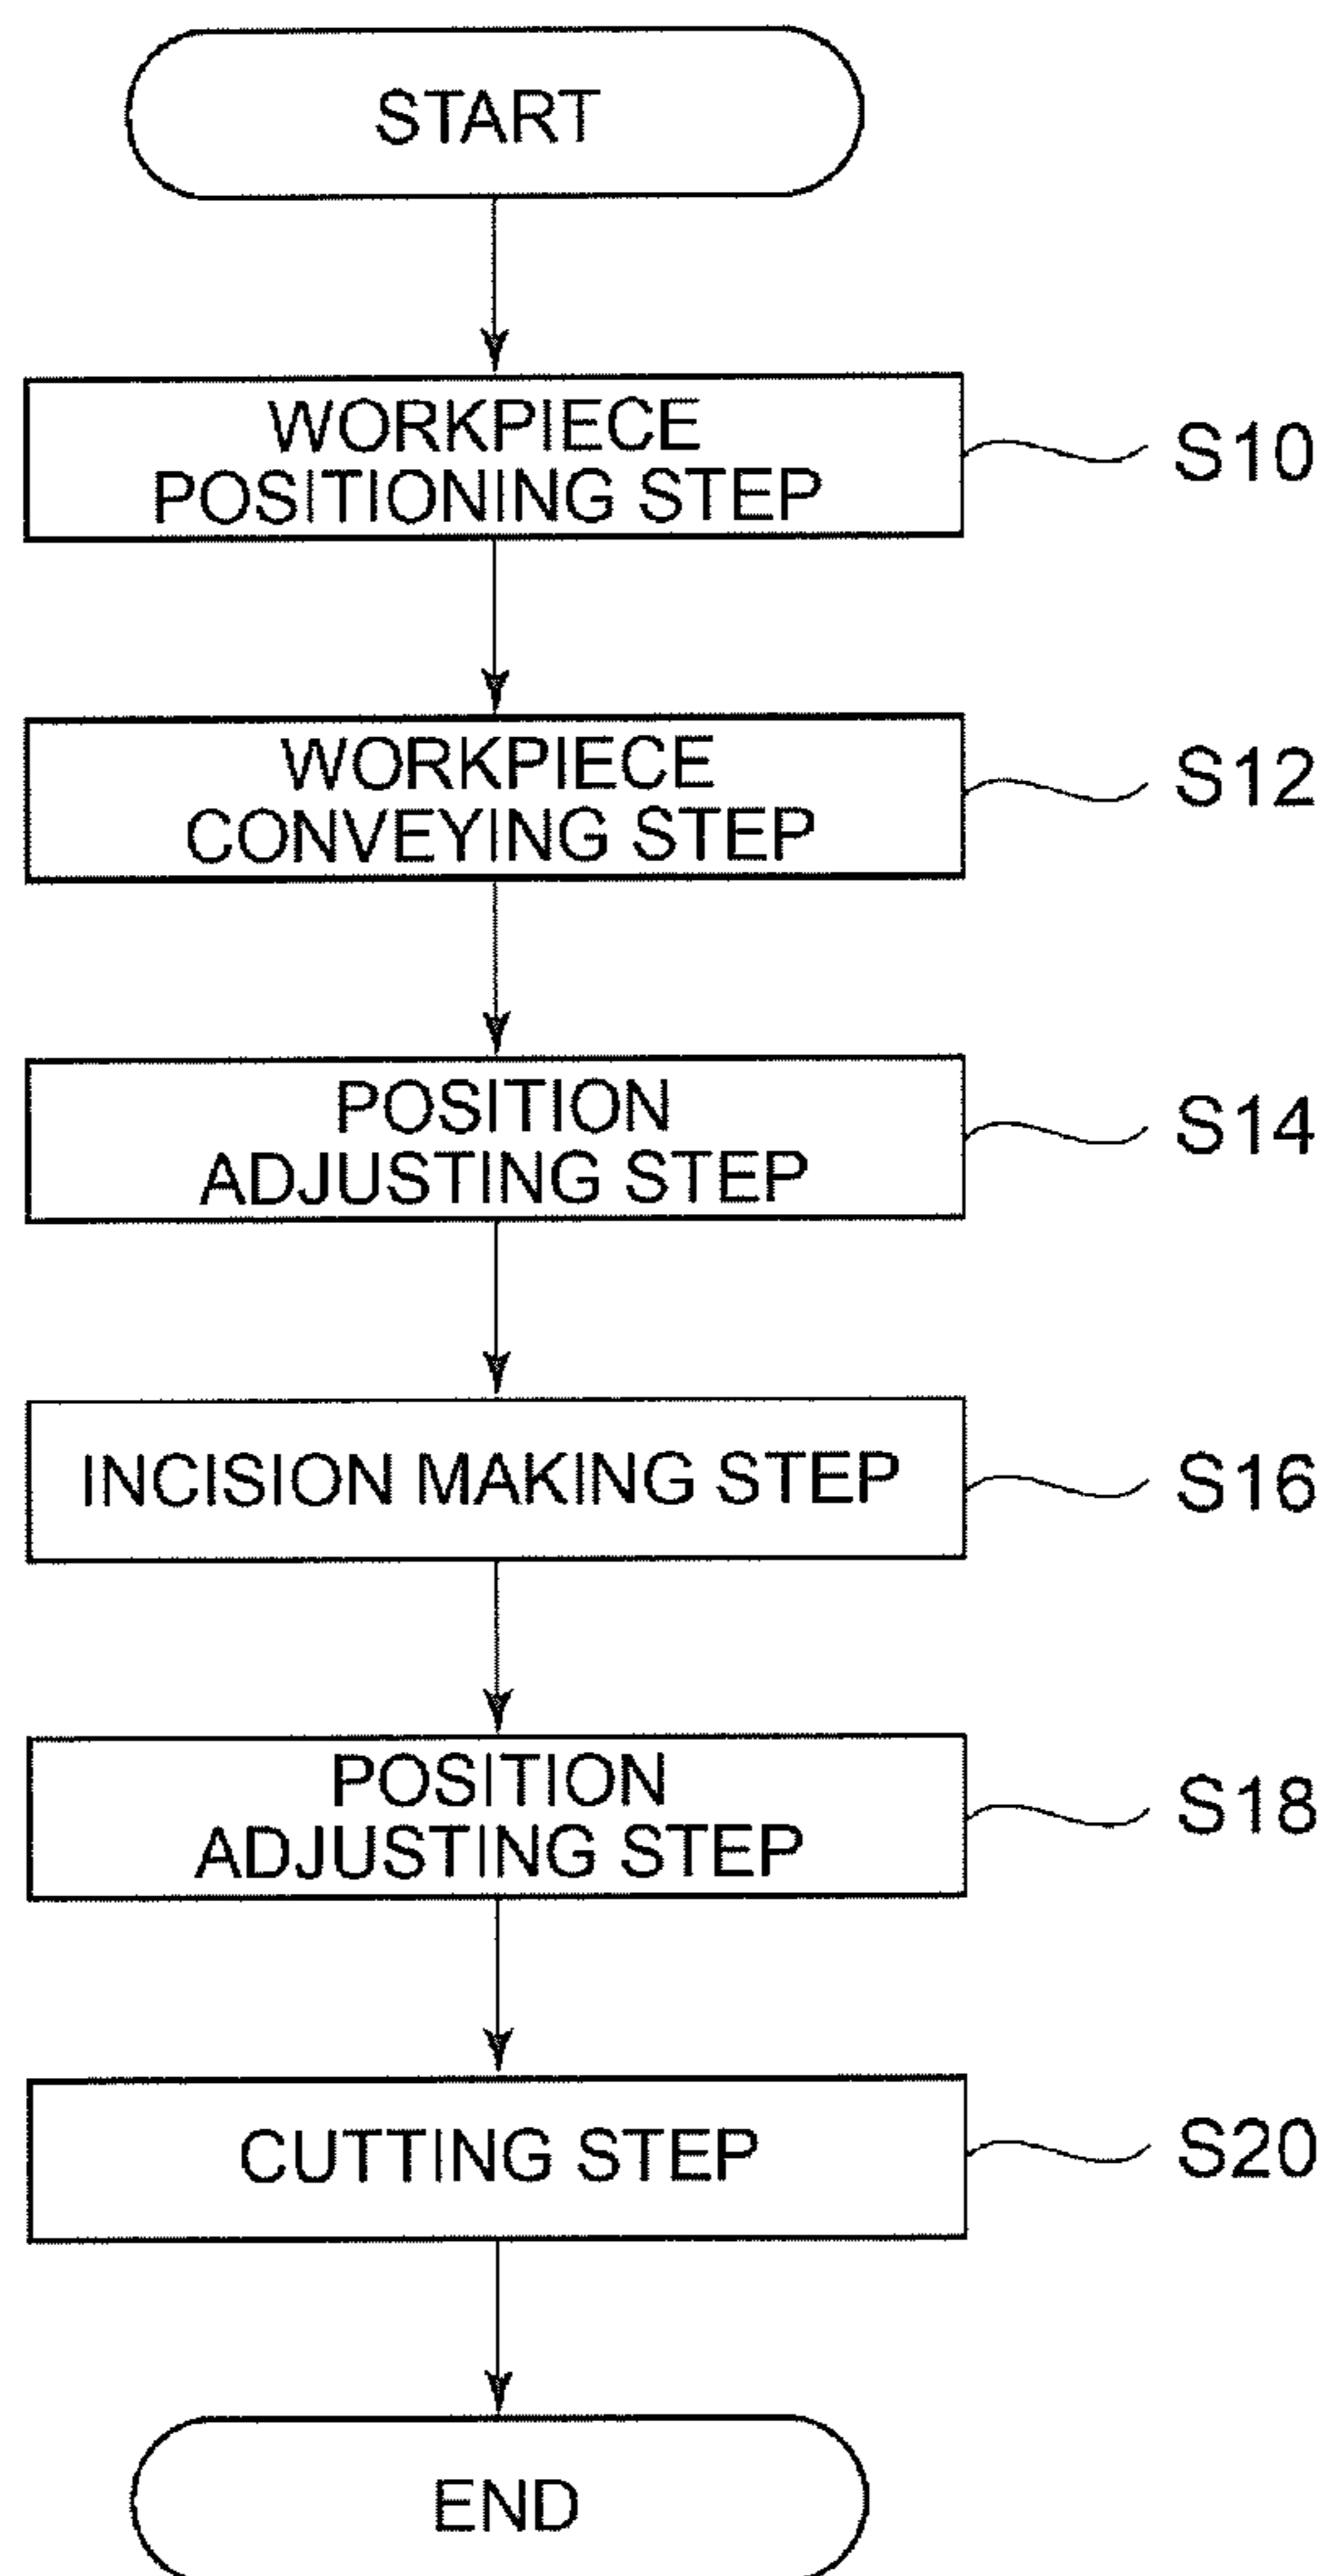 START
WORKPIECE
POSITIONING STEP
S10
WORKPIECE
CONVEYING STEP
S12
POSITION
ADJUSTING STEP
S14
INCISION MAKING STEP
S16
POSITION
ADJUSTING STEP
S18
CUTTING STEP
S20
END